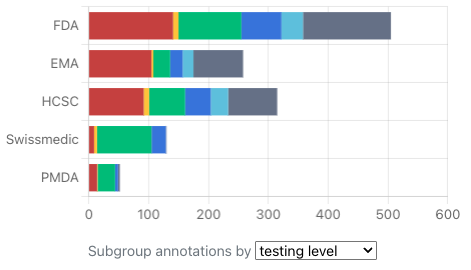 FDA
EMA
HCSC
Swissmedic
PMDA
0 100 200 300 400 500 600
Subgroup annotations by testing level